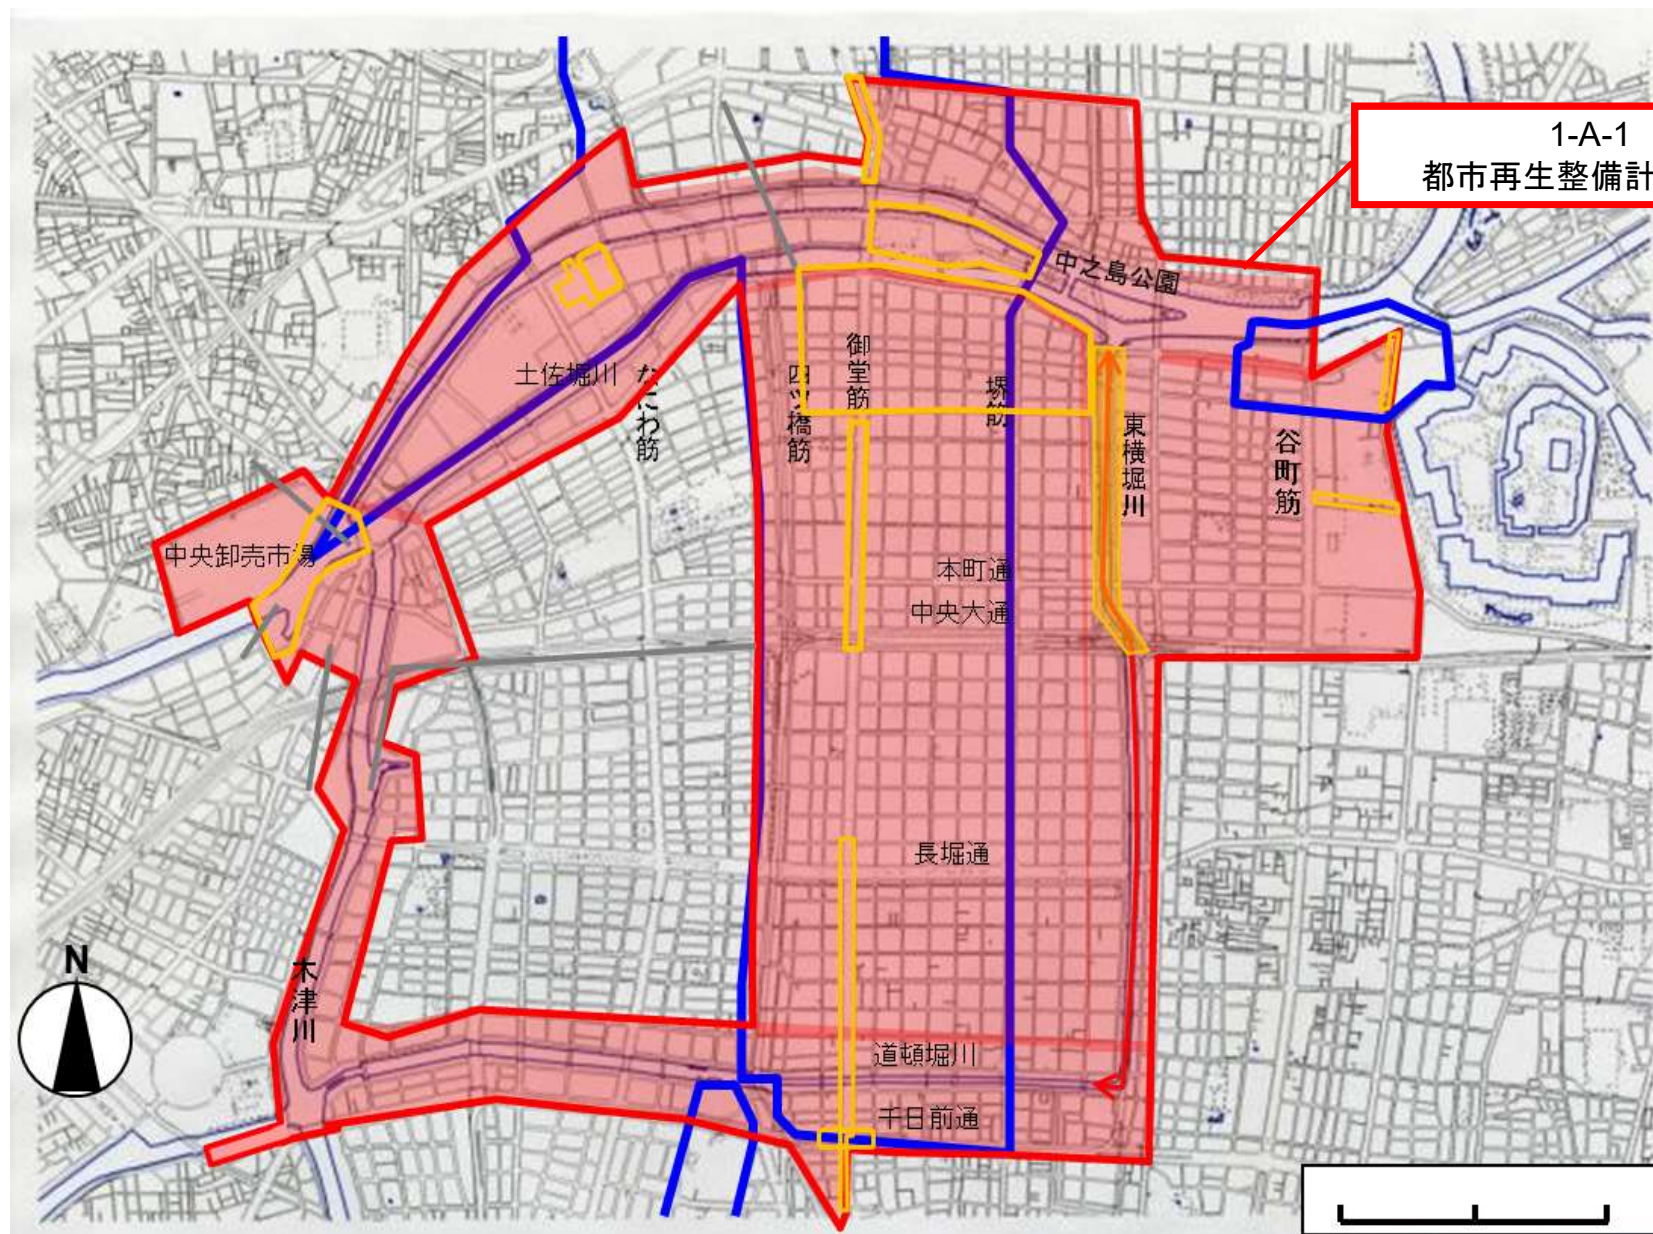 1-A-1
都市再生整備計
中之島公園
土佐堀川
なにわ筋
四ツ橋筋
御堂筋
堺筋
東横堀川
谷町筋
中央卸売市場
本町通
中央大通
長堀通
N
木津川
道頓堀川
千日前通